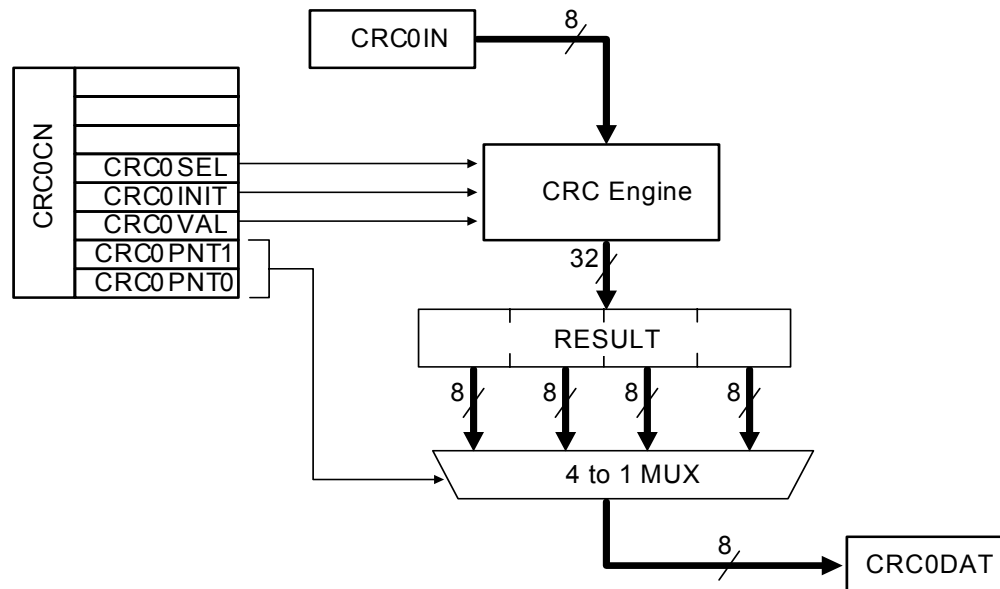 CRC0IN
8
CRC0CN
CRC0SEL
CRC0INIT
CRC0VAL
CRC0PNT1
CRC0PNT0
CRC Engine
32
RESULT
8
8
8
8
4 to 1 MUX
8
CRC0DAT